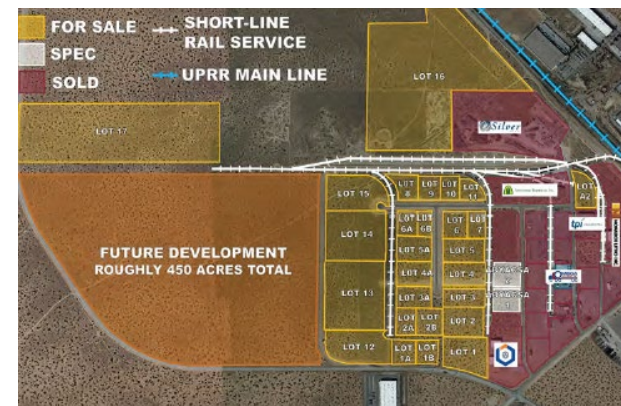 FOR SALE
SHORT-LINE
RAIL SERVICE
SPEC
SOLD
UPRR MAIN LINE
LOT 16
Silver
LOT 17
LOT 15
LOT
8
LOT
9
LOT
10
LOT
11
LOT
A2
tpi
LOT 14
LOT
6A
LOT
6B
LOT
6
LOT
7
LOT 5A
LOT 5
FUTURE DEVELOPMENT
ROUGHLY 450 ACRES TOTAL
LOT 4A
LOT 4
LOT 13
LOT 3A
LOT 3
LOT
2A
LOT
2B
LOT 2
LOT 12
LOT
1A
LOT
1B
LOT 1